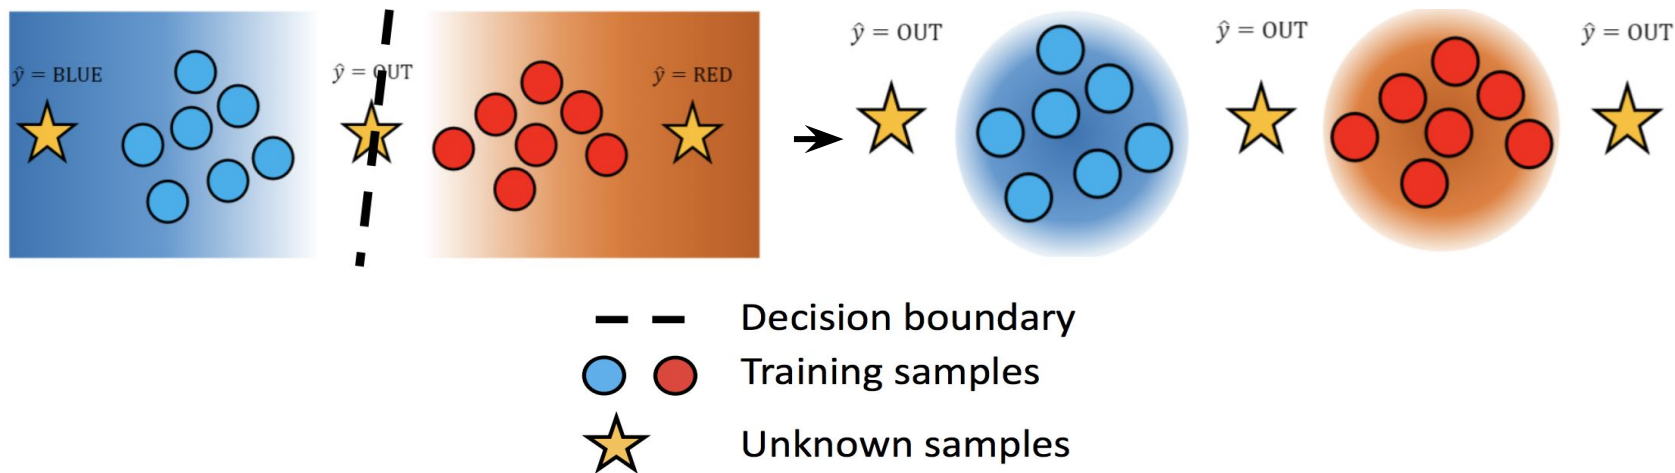 ŷ = BLUE
ŷ = OUT
ŷ = RED
ŷ = OUT
ŷ = OUT
ŷ = OUT
Decision boundary
Training samples
Unknown samples